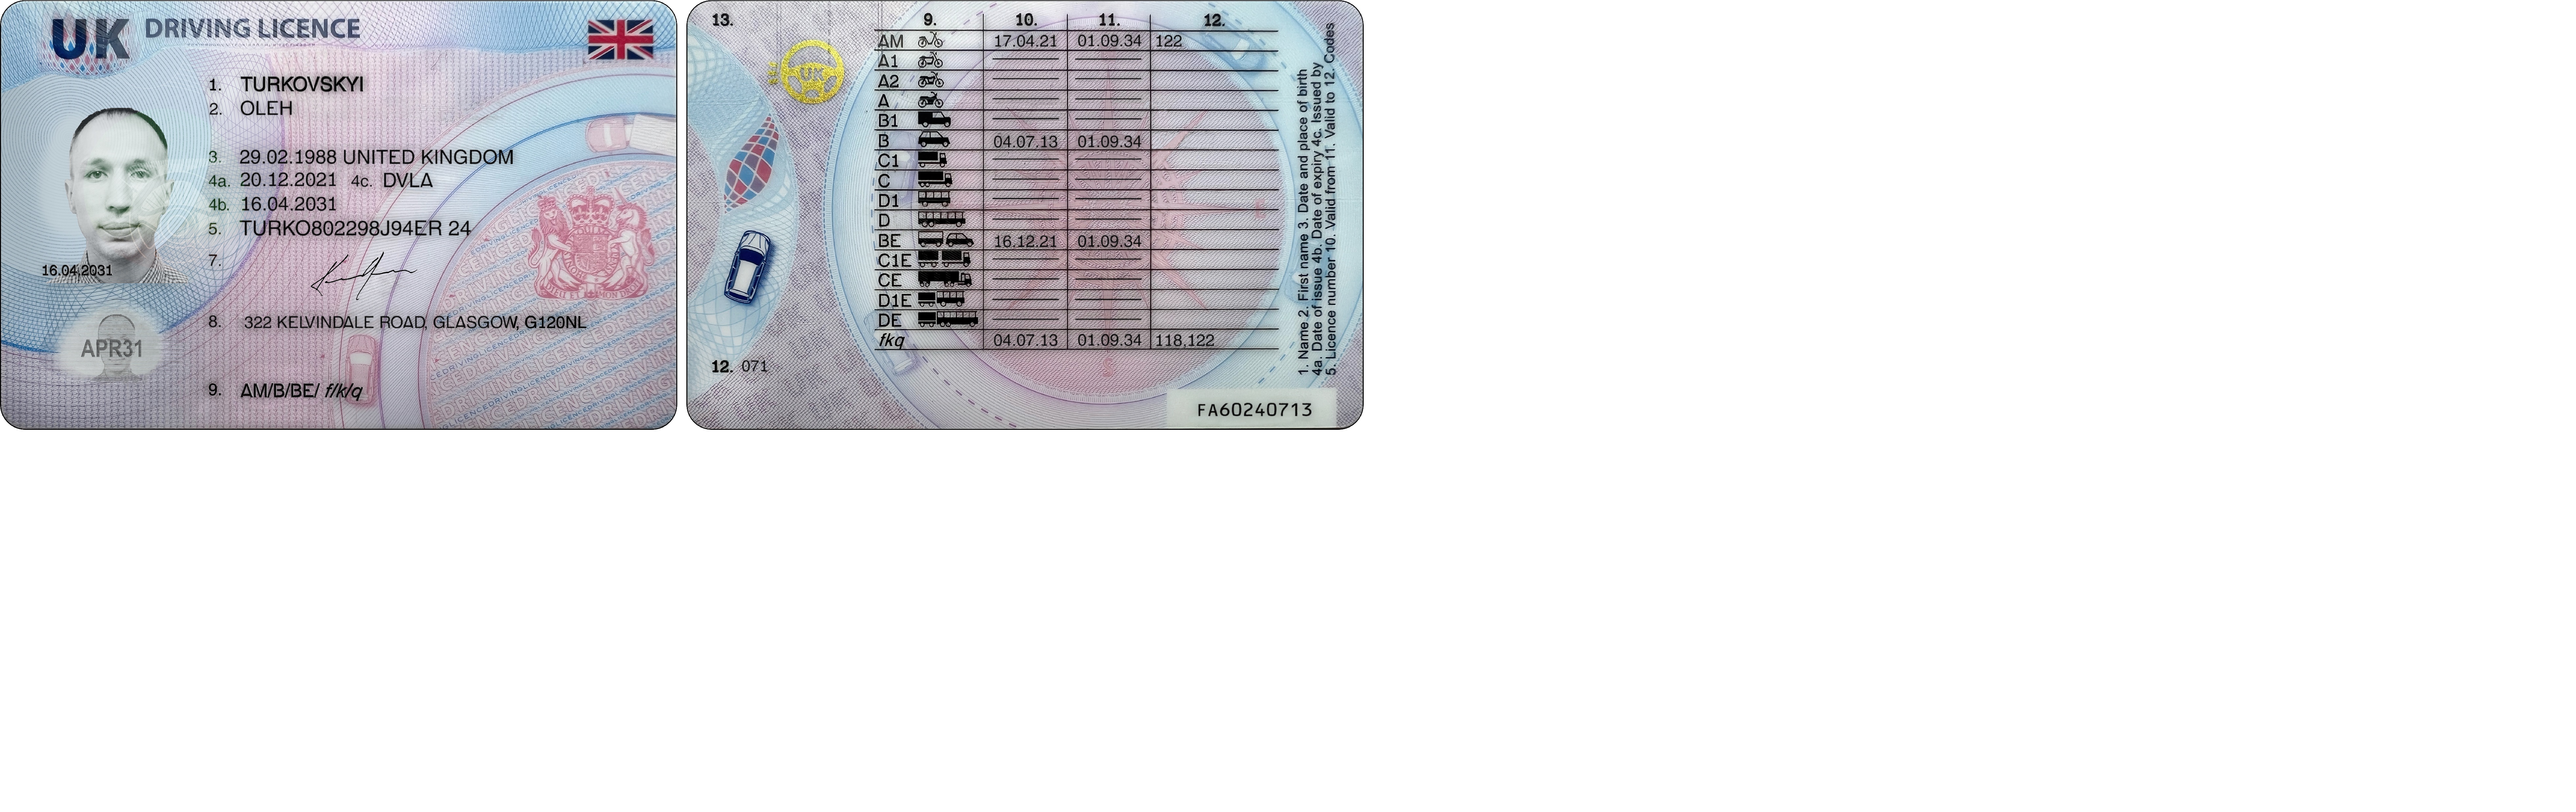 UK DRIVING LICENCE
1. TURKOVSKYI
2. OLEH
3. 29.02.1988 UNITED KINGDOM
4a. 20.12.2021 4c. DVLA
4b. 16.04.2031
5. TURKO802298J94ER 24
7.
16.04.2031
8. 322 KELVINDALE ROAD, GLASGOW, G120NL
APR31
9. AM/B/BE/ f/k/q
13. 9. 10. 11. 12.
UK
AM 17.04.21 01.09.34 122
A1
A2
A
B1
B 04.07.13 01.09.34
C1
C
D1
D
BE 16.12.21 01.09.34
C1E
CE
D1E
DE
fkq 04.07.13 01.09.34 118,122
12. 071
1. Name 2. First name 3. Date and place of birth
4a. Date of issue 4b. Date of expiry 4c. Issued by
5. Licence number 10. Valid from 11. Valid to 12. Codes
FA60240713